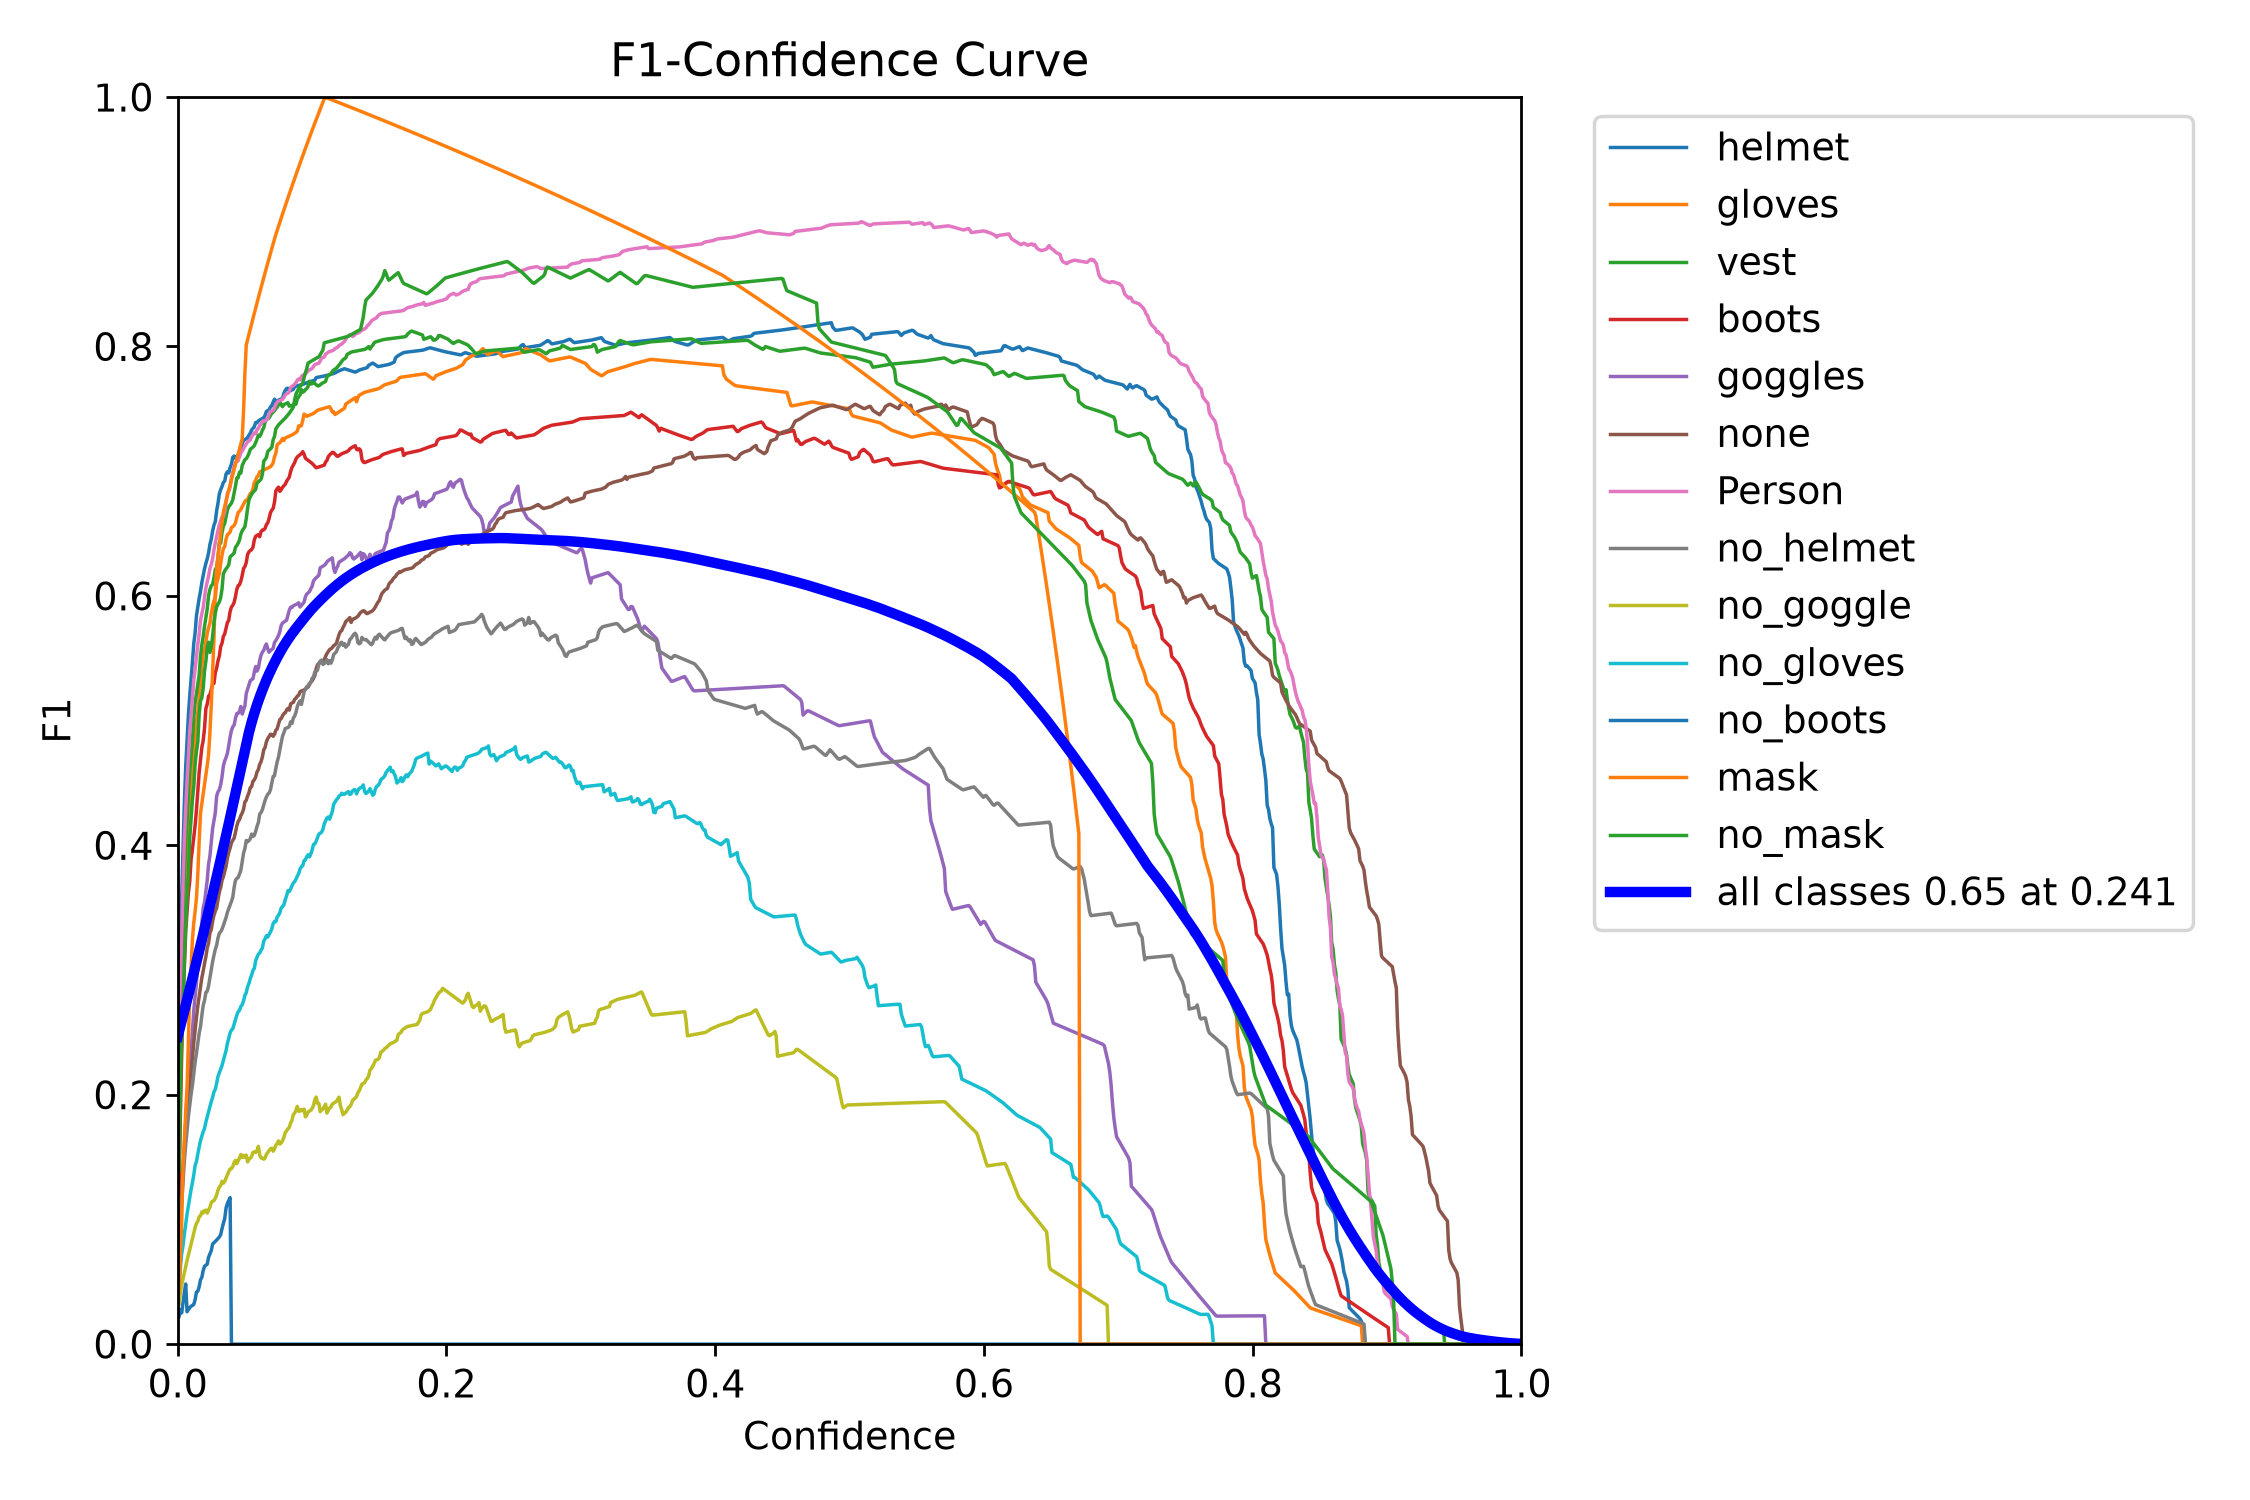 F1-Confidence Curve
1.0
0.8
0.6
0.4
0.2
0.0
F1
0.0 0.2 0.4 0.6 0.8 1.0
Confidence
helmet
gloves
vest
boots
goggles
none
Person
no_helmet
no_goggle
no_gloves
no_boots
mask
no_mask
all classes 0.65 at 0.241